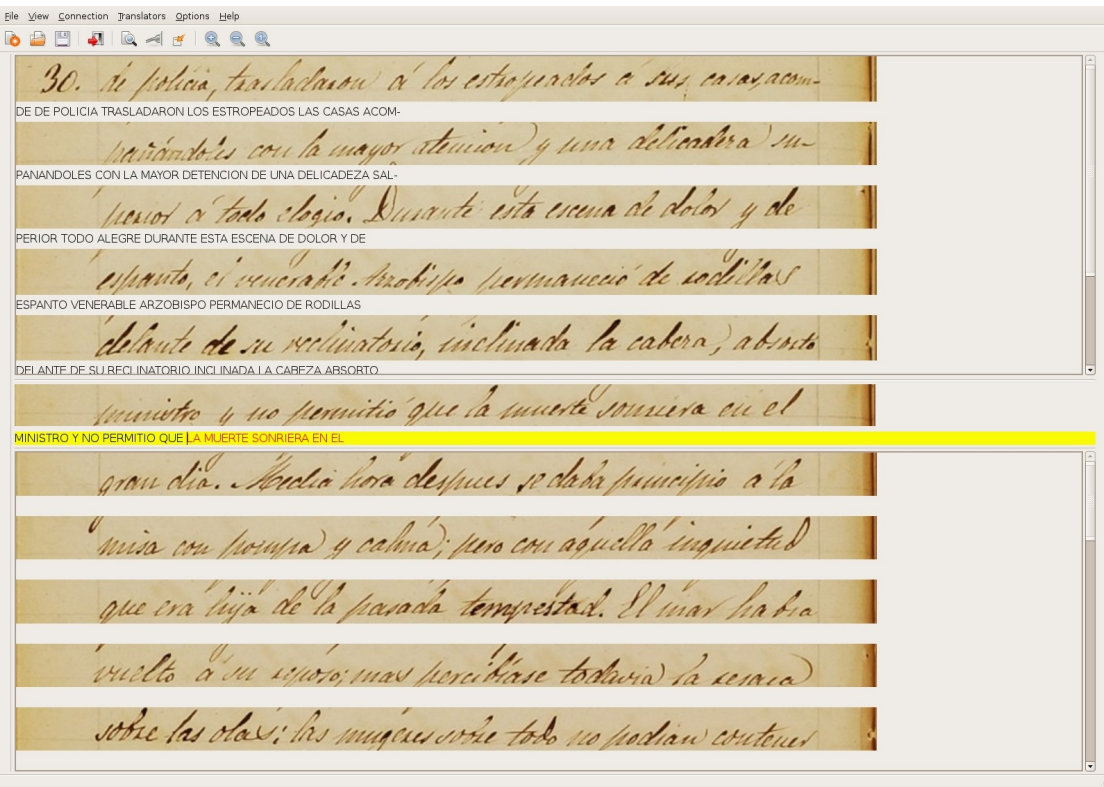 File View Connection Translators Options Help
30. de policia, trasladaron á los estropeados á sus casas, acom-
DE DE POLICIA TRASLADARON LOS ESTROPEADOS LAS CASAS ACOM-
pañándoles con la mayor atencion y una delicadera su-
PANANDOLES CON LA MAYOR DETENCION DE UNA DELICADEZA SAL-
perior á todo elogio. Durante esta escena de dolor y de
PERIOR TODO ALEGRE DURANTE ESTA ESCENA DE DOLOR Y DE
espanto, el venerable Arzobispo permaneció de rodillas
ESPANTO VENERABLE ARZOBISPO PERMANECIO DE RODILLAS
delante de su reclinatorio, inclinada la cabera, absorto
DELANTE DE SU RECLINATORIO INCLINADA LA CABEZA ABSORTO
ministro y no permitió que la muerte sonriera en el
MINISTRO Y NO PERMITIO QUE LA MUERTE SONRIERA EN EL
gran dia. Media hora despues se daba principio á la
misa con pompa y calma; pero con aquella inquietud
que era hija de la pasada tempestad. El mar habia
vuelto á su reposo; mas percibíase todavia la resaca
sobre las olas; las mugeres sobre todo no podian contener